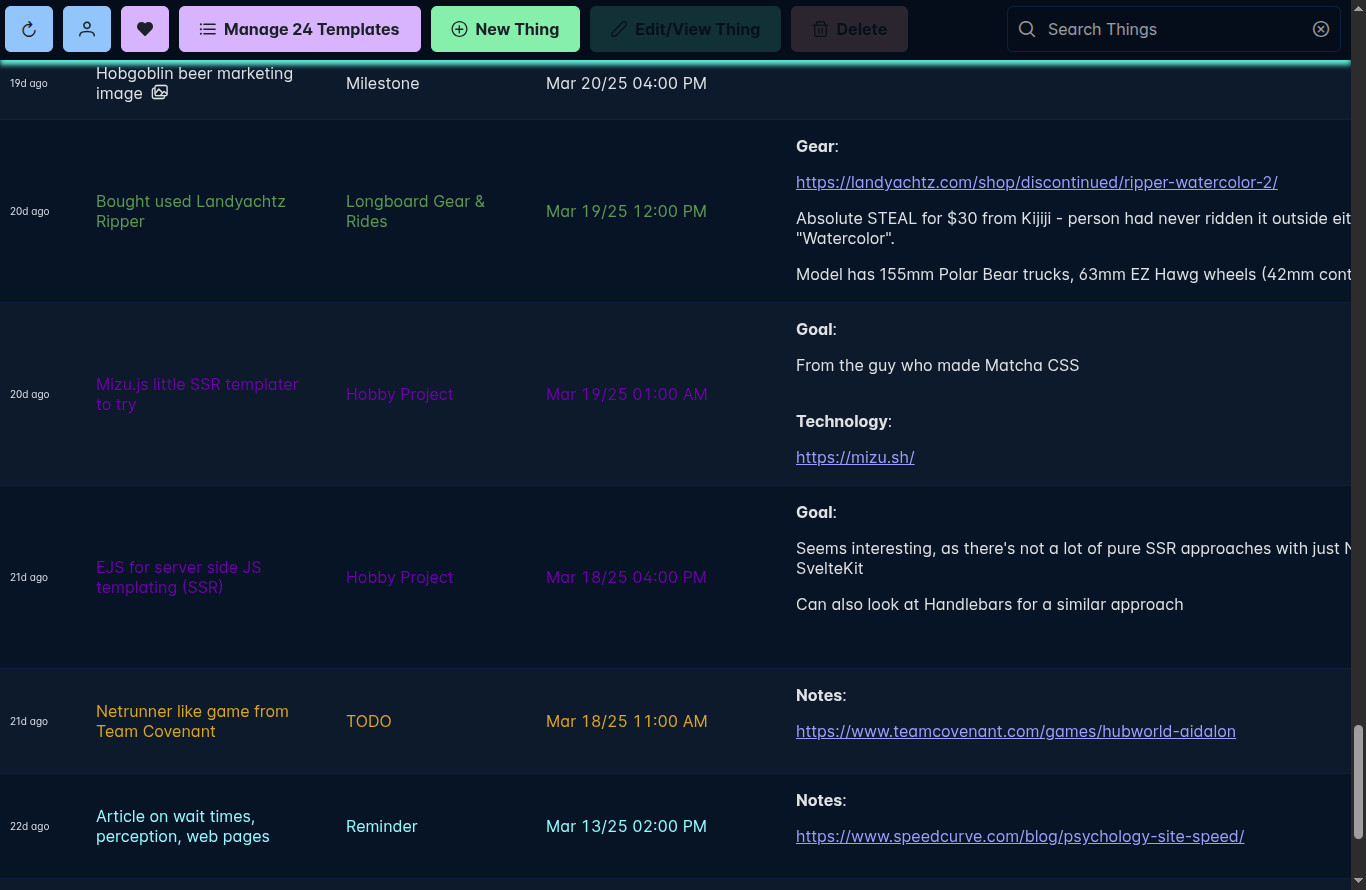 Manage 24 Templates
New Thing
Edit/View Thing
Delete
Search Things
19d ago
Hobgoblin beer marketing
image
Milestone
Mar 20/25 04:00 PM
20d ago
Bought used Landyachtz
Ripper
Longboard Gear &
Rides
Mar 19/25 12:00 PM
Gear:
https://landyachtz.com/shop/discontinued/ripper-watercolor-2/
Absolute STEAL for $30 from Kijiji - person had never ridden it outside eit
"Watercolor".
Model has 155mm Polar Bear trucks, 63mm EZ Hawg wheels (42mm cont
20d ago
Mizu.js little SSR templater
to try
Hobby Project
Mar 19/25 01:00 AM
Goal:
From the guy who made Matcha CSS
Technology:
https://mizu.sh/
21d ago
EJS for server side JS
templating (SSR)
Hobby Project
Mar 18/25 04:00 PM
Goal:
Seems interesting, as there's not a lot of pure SSR approaches with just N
SvelteKit
Can also look at Handlebars for a similar approach
21d ago
Netrunner like game from
Team Covenant
TODO
Mar 18/25 11:00 AM
Notes:
https://www.teamcovenant.com/games/hubworld-aidalon
22d ago
Article on wait times,
perception, web pages
Reminder
Mar 13/25 02:00 PM
Notes:
https://www.speedcurve.com/blog/psychology-site-speed/